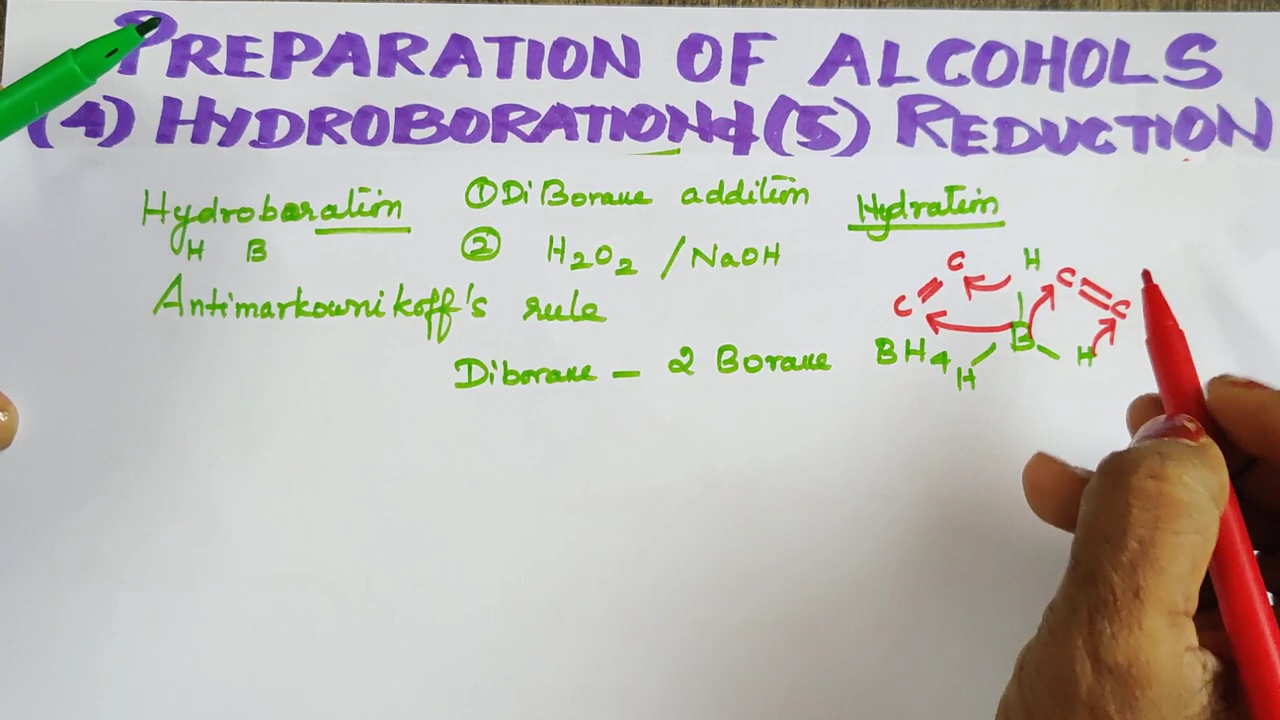 PREPARATION OF ALCOHOLS
(4) HYDROBORATION & (5) REDUCTION
Hydroboration ① DiBorane addition Hydration
H B ② H₂O₂ / NaOH
Antimarkownikoff's rule
Diborane – 2 Borane BH₄
C = C H C = C
B
H H